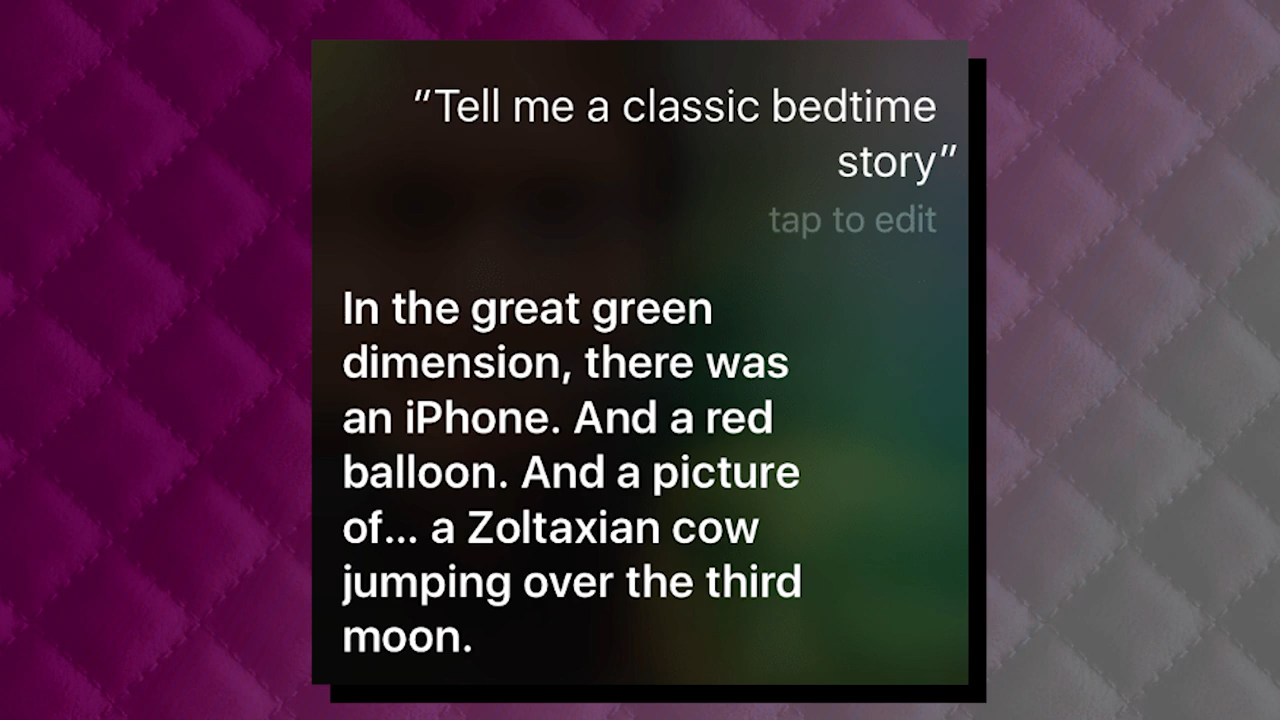 "Tell me a classic bedtime
story"
tap to edit
In the great green
dimension, there was
an iPhone. And a red
balloon. And a picture
of... a Zoltaxian cow
jumping over the third
moon.